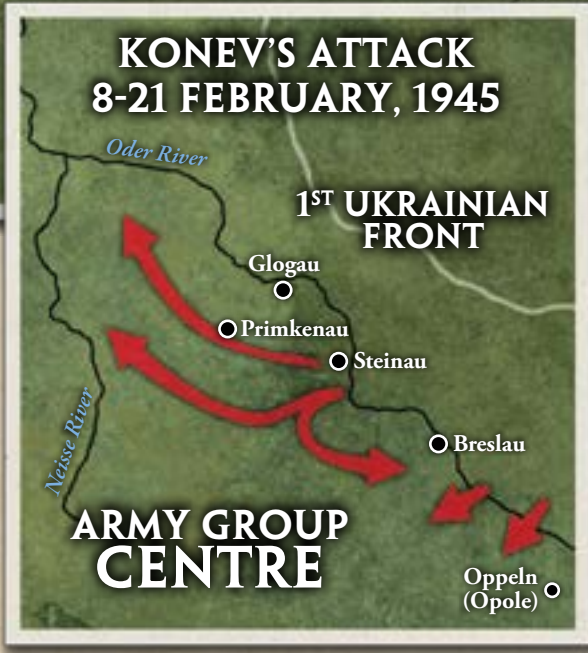 KONEV'S ATTACK
8-21 FEBRUARY, 1945
Oder River
1ST UKRAINIAN
FRONT
Glogau
Primkenau
Steinau
Neisse River
Breslau
ARMY GROUP
CENTRE
Oppeln
(Opole)